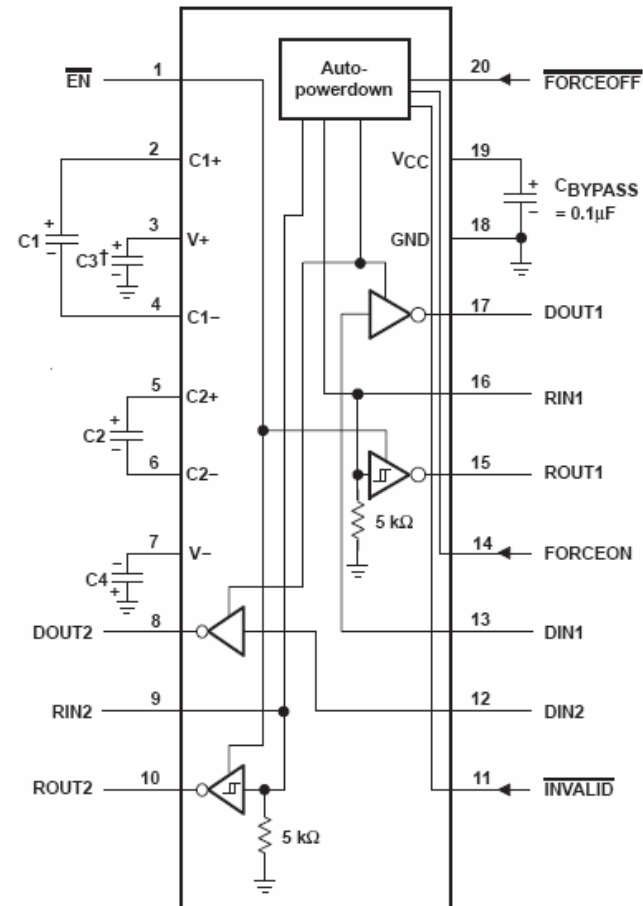 Auto-
powerdown
EN 1
20 FORCEOFF
2 C1+
VCC 19
+ CBYPASS
− = 0.1µF
C1 + −
3 V+
C3† + −
GND 18
4 C1−
17 DOUT1
5 C2+
16 RIN1
C2 + −
6 C2−
15 ROUT1
5 kΩ
7 V−
C4 − +
14 FORCEON
DOUT2 8
13 DIN1
RIN2 9
12 DIN2
ROUT2 10
11 INVALID
5 kΩ